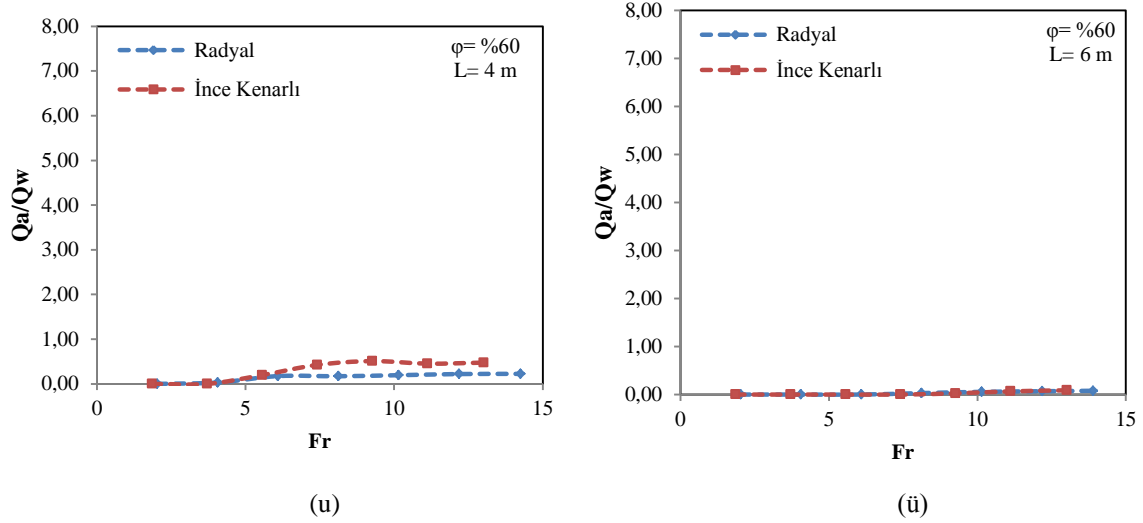 8,00
7,00
6,00
5,00
4,00
3,00
2,00
1,00
0,00
Qa/Qw
Radyal
İnce Kenarlı
φ= %60
L= 4 m
0 5 10 15
Fr
(u)
8,00
7,00
6,00
5,00
4,00
3,00
2,00
1,00
0,00
Qa/Qw
Radyal
İnce Kenarlı
φ= %60
L= 6 m
0 5 10 15
Fr
(ü)